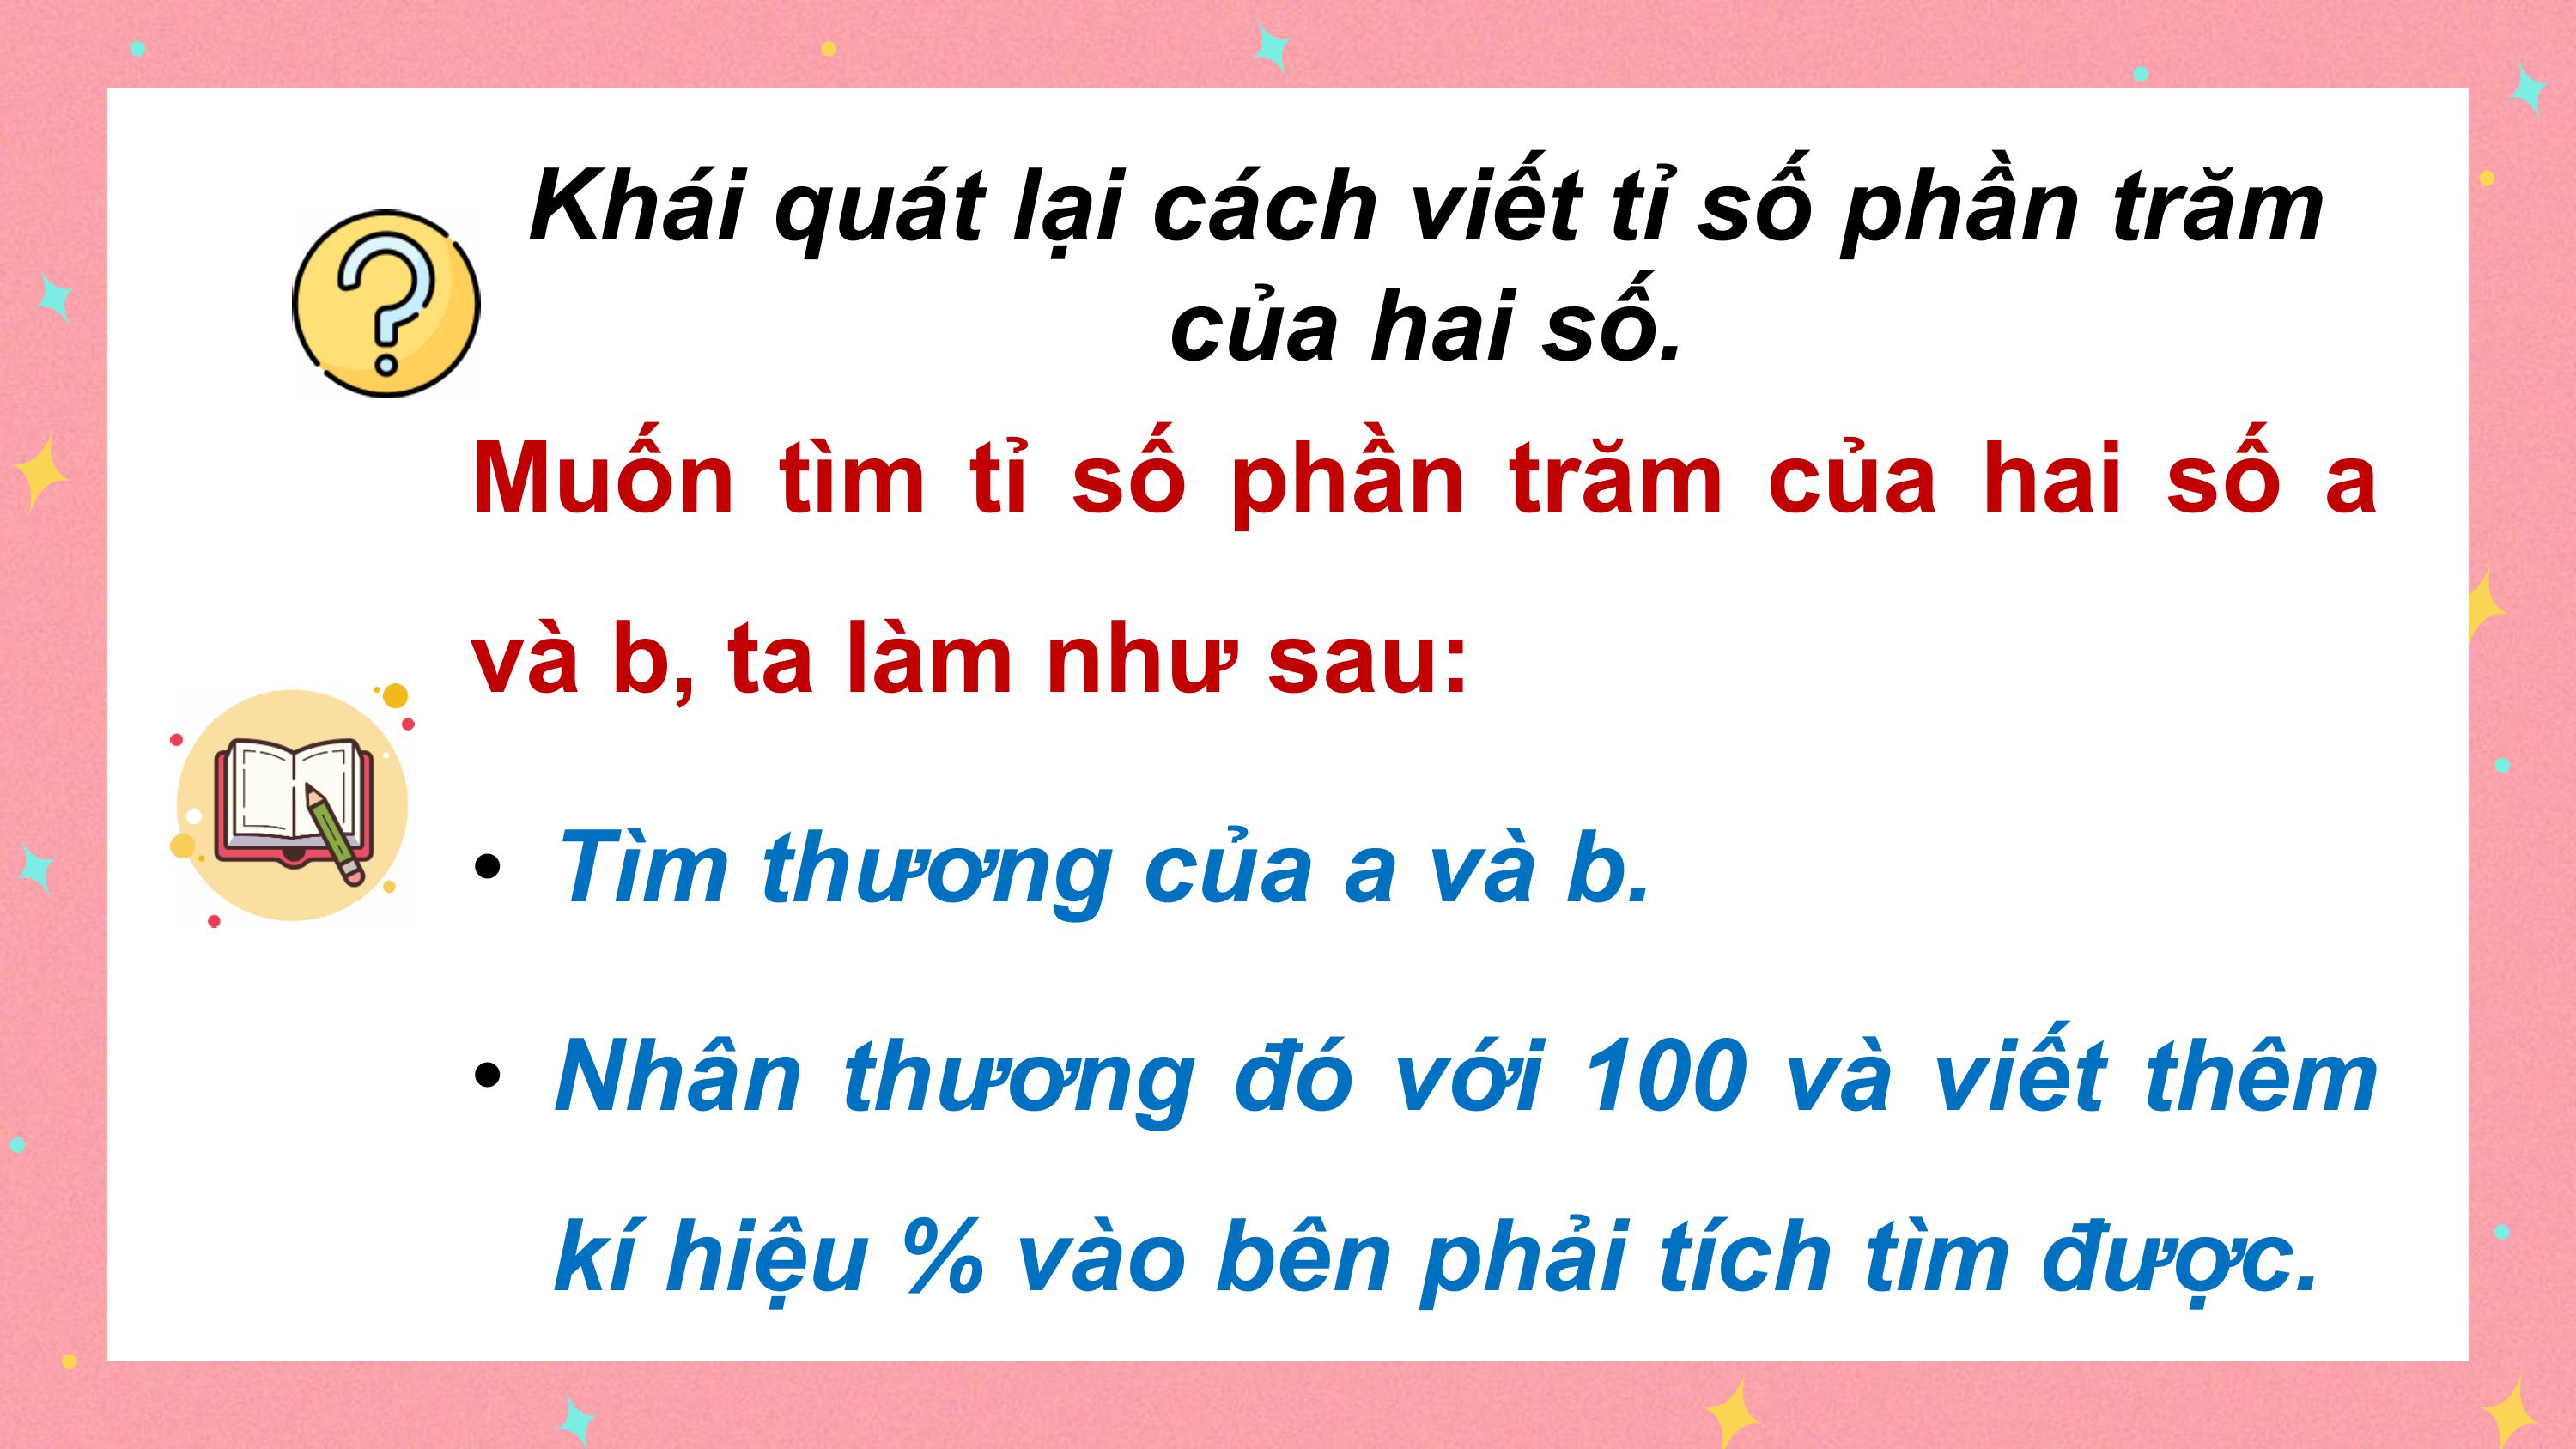 Khái quát lại cách viết tỉ số phần trăm
của hai số.
Muốn tìm tỉ số phần trăm của hai số a
và b, ta làm như sau:
• Tìm thương của a và b.
• Nhân thương đó với 100 và viết thêm
kí hiệu % vào bên phải tích tìm được.